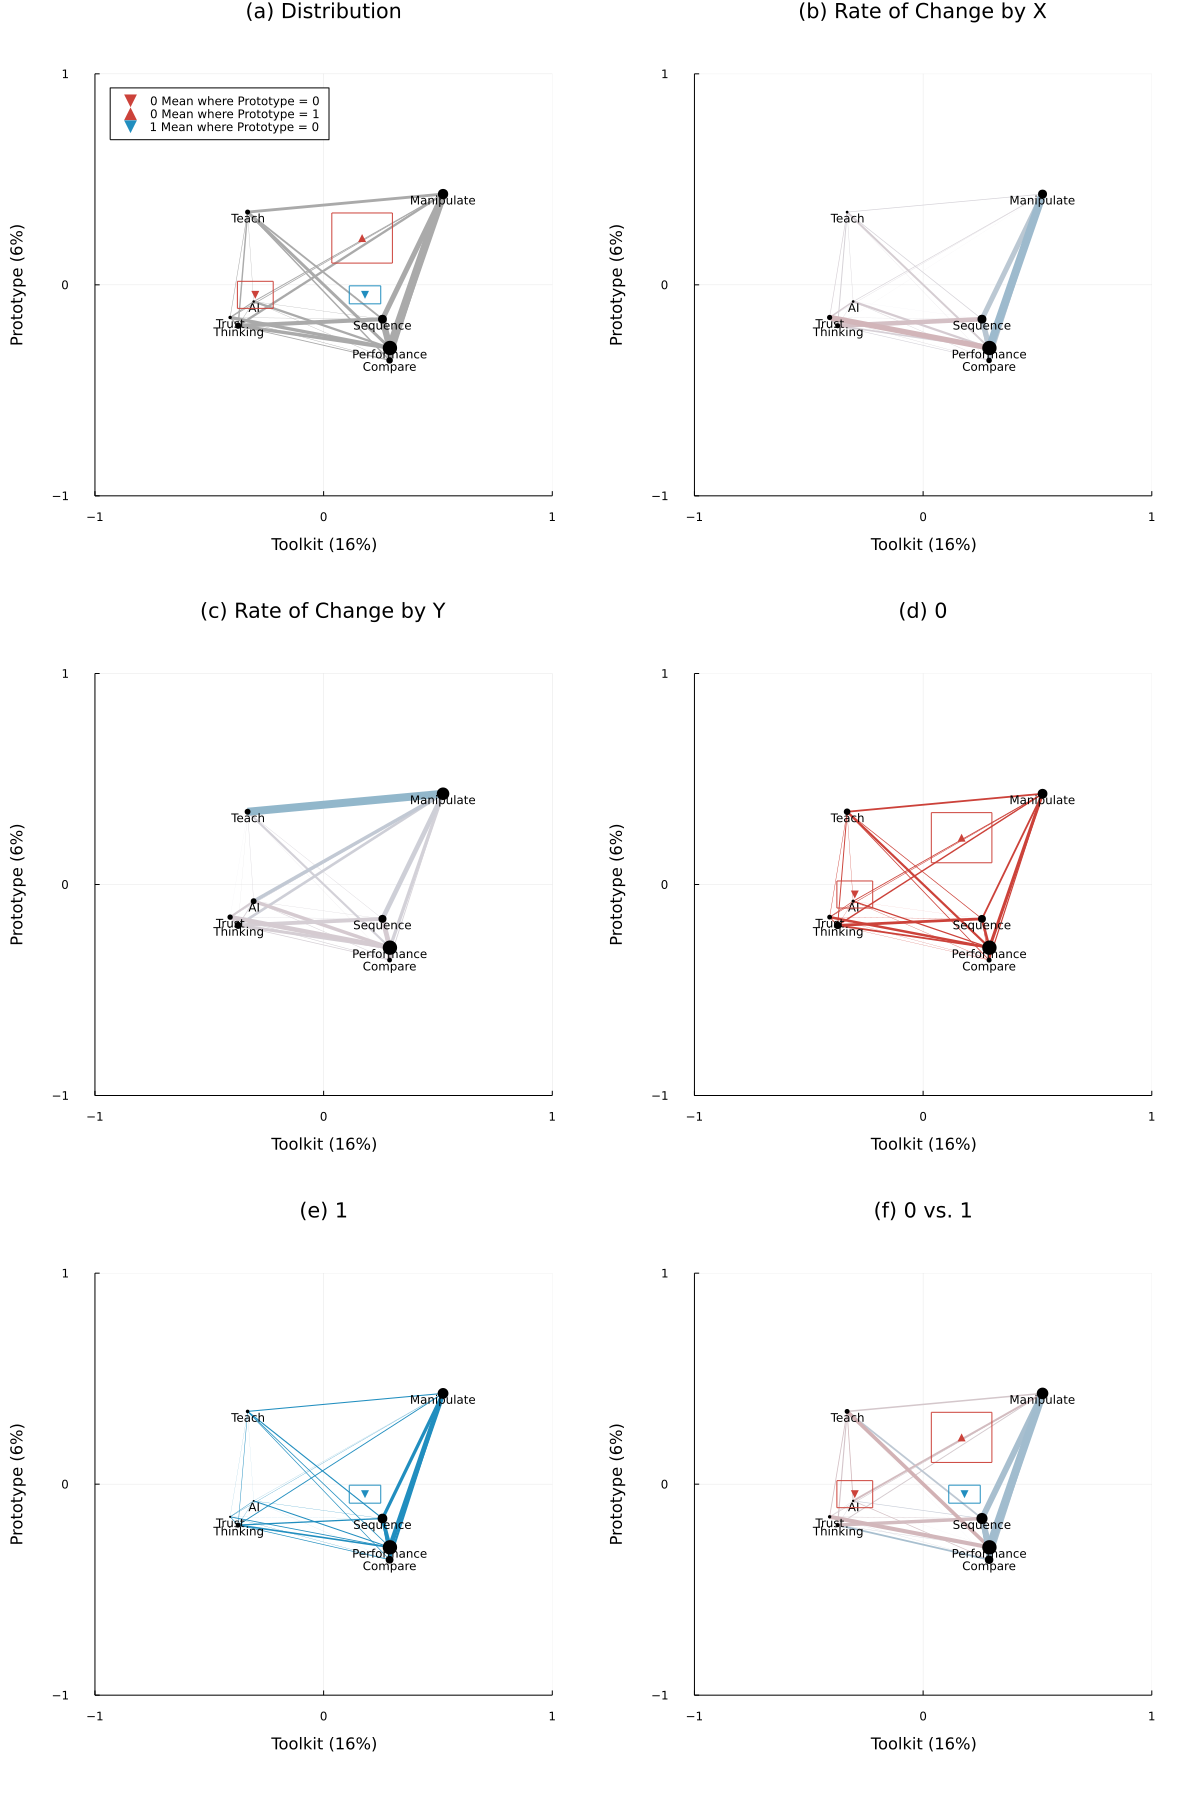 (a) Distribution
1
0
−1
−1
0
1
Prototype (6%)
Toolkit (16%)
0 Mean where Prototype = 0
0 Mean where Prototype = 1
1 Mean where Prototype = 0
Manipulate
Teach
AI
Trust
Thinking
Sequence
Performance
Compare
(b) Rate of Change by X
1
0
−1
−1
0
1
Prototype (6%)
Toolkit (16%)
Manipulate
Teach
AI
Trust
Thinking
Sequence
Performance
Compare
(c) Rate of Change by Y
1
0
−1
−1
0
1
Prototype (6%)
Toolkit (16%)
Manipulate
Teach
AI
Trust
Thinking
Sequence
Performance
Compare
(d) 0
1
0
−1
−1
0
1
Prototype (6%)
Toolkit (16%)
Manipulate
Teach
AI
Trust
Thinking
Sequence
Performance
Compare
(e) 1
1
0
−1
−1
0
1
Prototype (6%)
Toolkit (16%)
Manipulate
Teach
AI
Trust
Thinking
Sequence
Performance
Compare
(f) 0 vs. 1
1
0
−1
−1
0
1
Prototype (6%)
Toolkit (16%)
Manipulate
Teach
AI
Trust
Thinking
Sequence
Performance
Compare